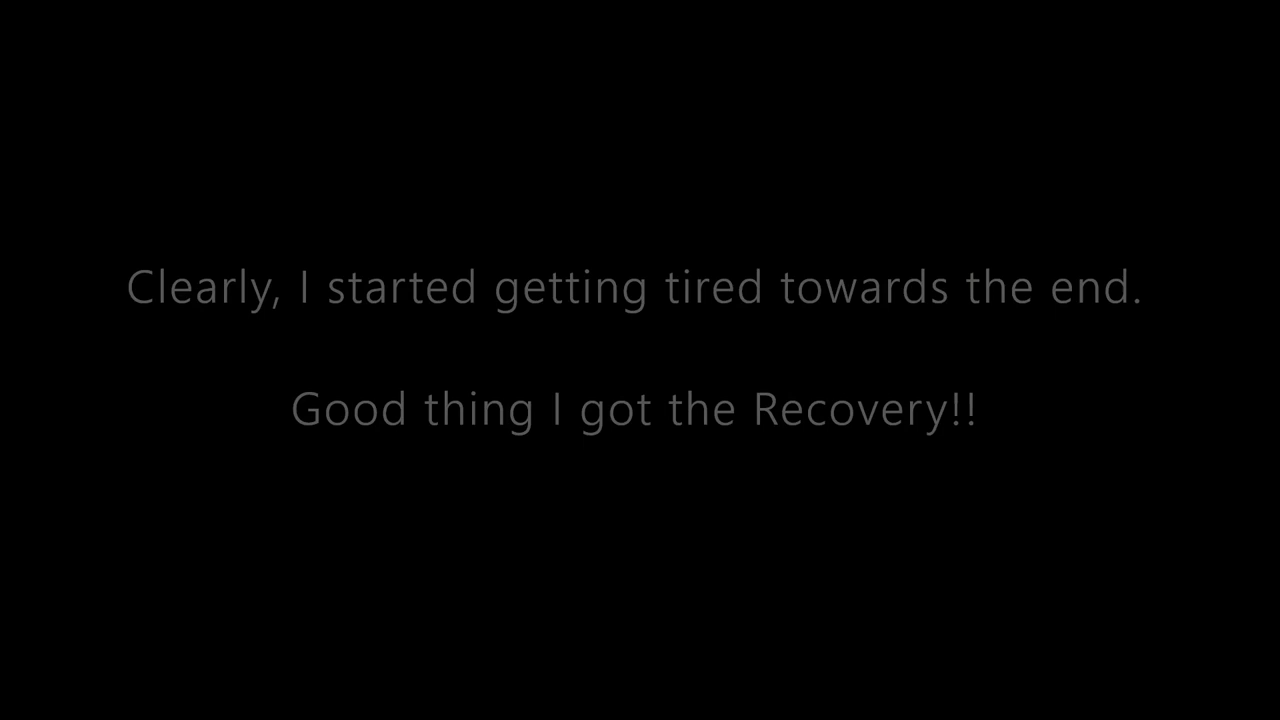 Clearly, I started getting tired towards the end.
Good thing I got the Recovery!!